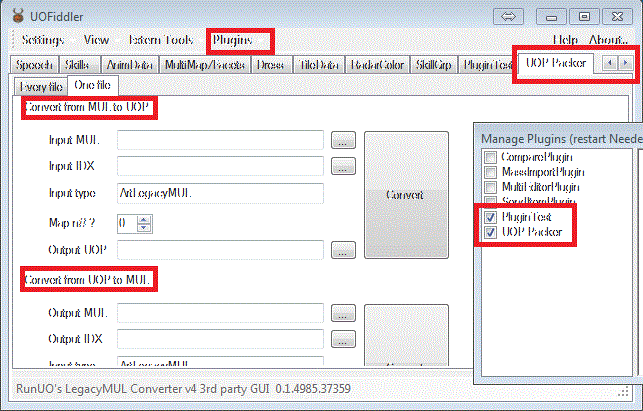 UOFiddler
Settings View Extern Tools Plugins Help About..
Speech Skills AnimData MultiMap/Facets Dress TileData RadarColor SkillGrp PluginTest UOP Packer
Every file One file
Convert from MUL to UOP
Input MUL ...
Input IDX ...
Input type ArtLegacyMUL
Map n# ? 0
Output UOP ...
Convert
Convert from UOP to MUL
Output MUL ...
Output IDX ...
Input type ArtLegacyMUL
RunUO's LegacyMUL Converter v4 3rd party GUI 0.1.4985.37359
Manage Plugins (restart Neede
ComparePlugin
MassImportPlugin
MultiEditorPlugin
SendItemPlugin
PluginTest
UOP Packer